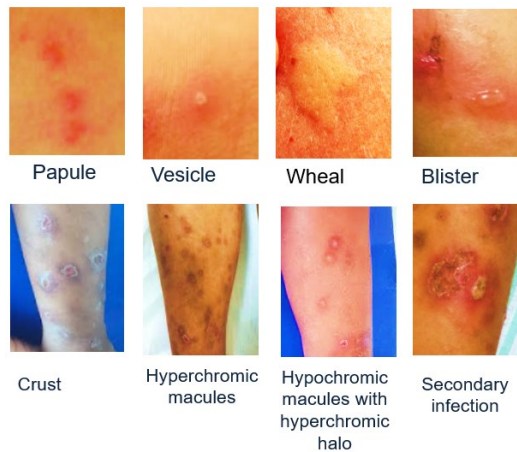 Papule
Vesicle
Wheal
Blister
Crust
Hyperchromic
macules
Hypochromic
macules with
hyperchromic
halo
Secondary
infection